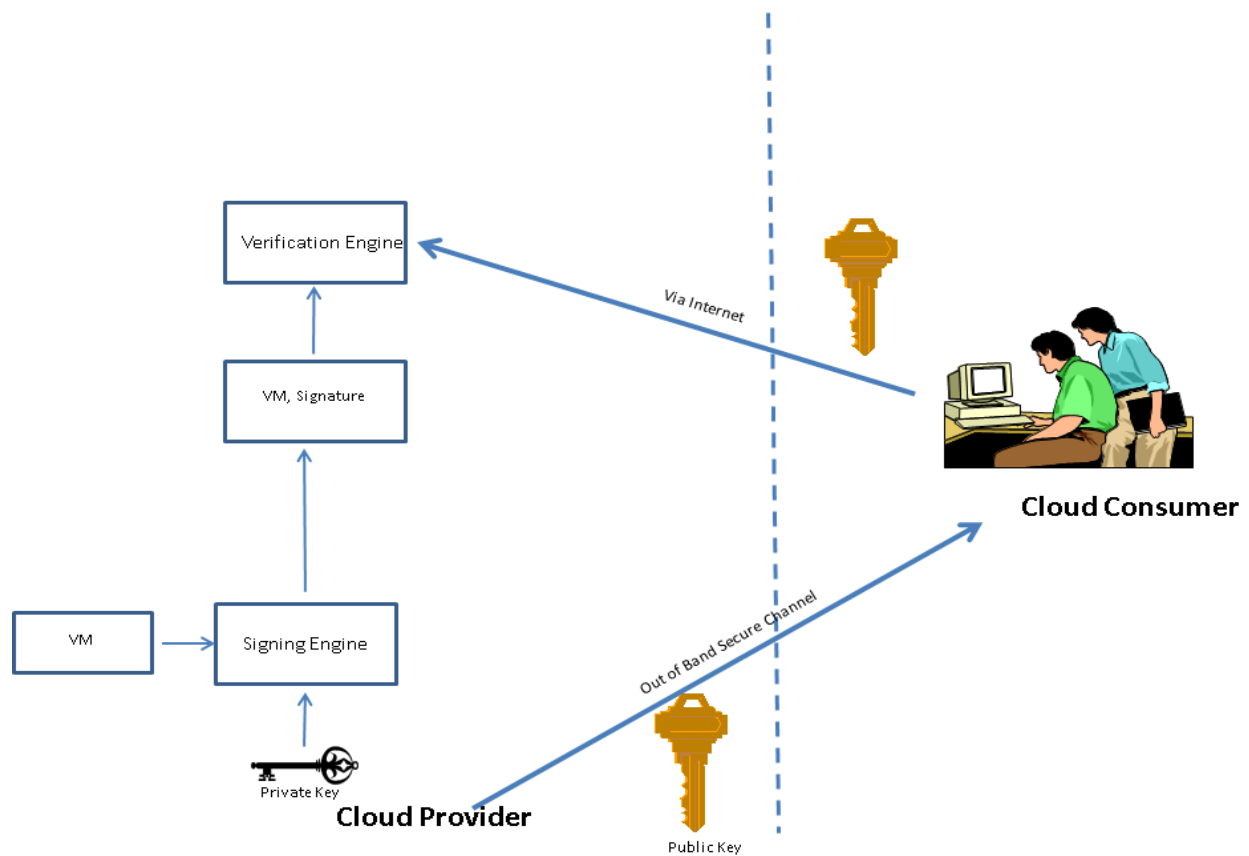 Verification Engine
Via Internet
VM, Signature
Cloud Consumer
Out of Band Secure Channel
VM
Signing Engine
Private Key
Cloud Provider
Public Key